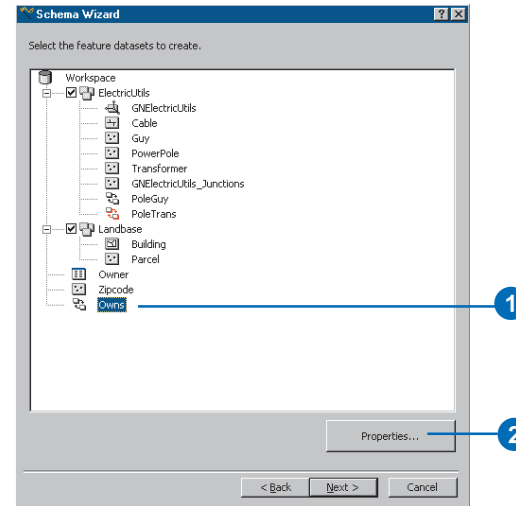 Schema Wizard
Select the feature datasets to create.
Workspace
ElectricUtils
GNElectricUtils
Cable
Guy
PowerPole
Transformer
GNElectricUtils_Junctions
PoleGuy
PoleTrans
Landbase
Building
Parcel
Owner
Zipcode
Owns
1
Properties...
2
< Back Next > Cancel